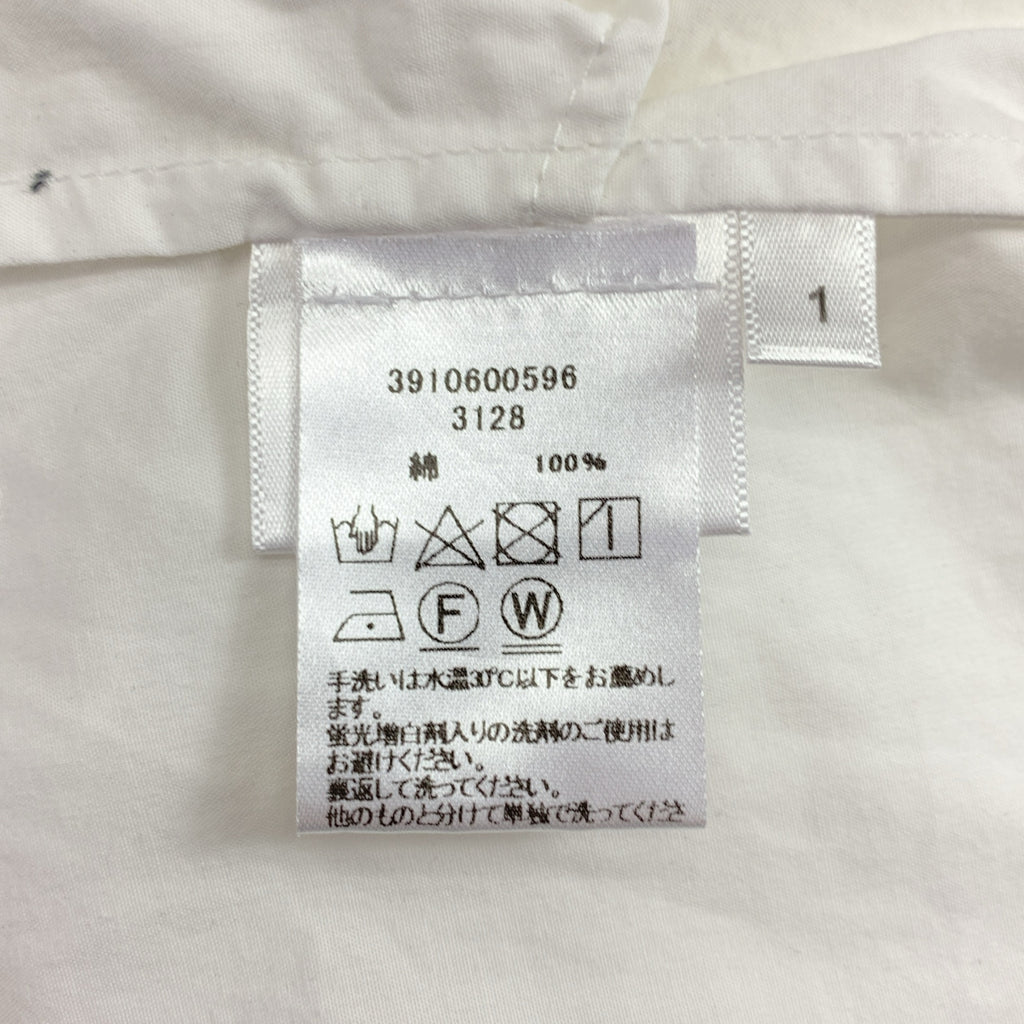 1
3910600596
3128
綿 100%
F W
手洗いは水温30℃以下をお薦めし
ます。
蛍光増白剤入りの洗剤のご使用は
お避けください。
裏返して洗ってください。
他のものと分けて単独で洗ってくださ